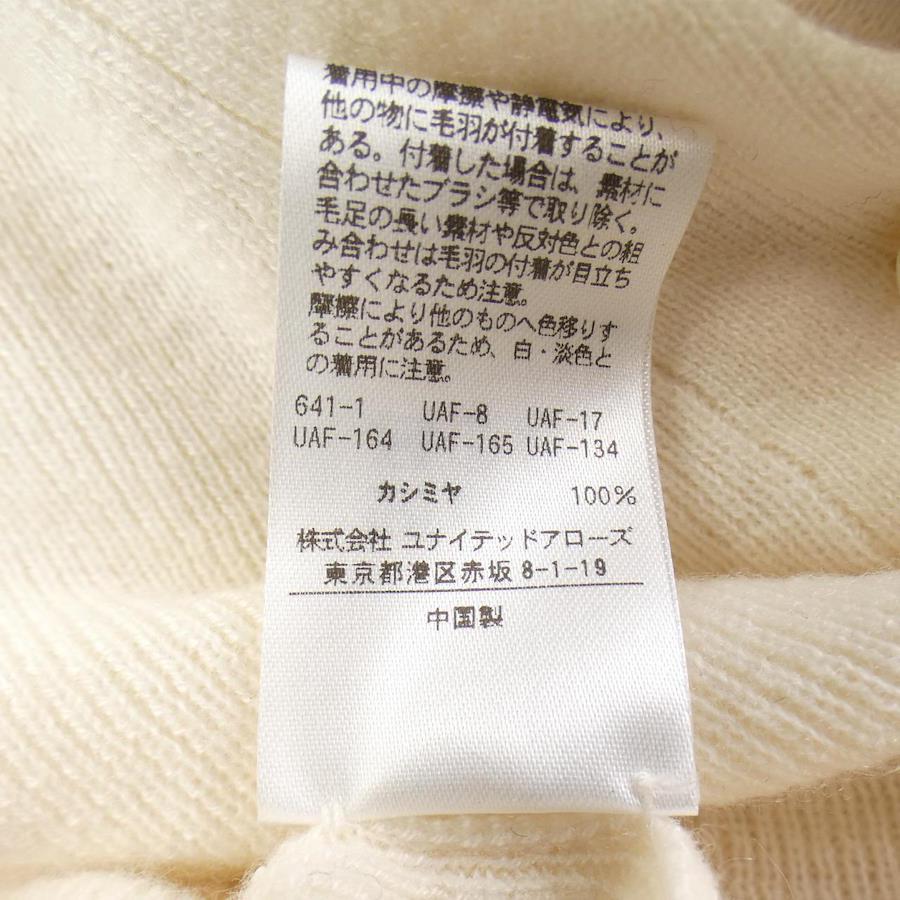 着用中の摩擦や静電気により、
他の物に毛羽が付着することが
ある。付着した場合は、素材に
合わせたブラシ等で取り除く。
毛足の長い素材や反対色との組
み合わせは毛羽の付着が目立ち
やすくなるため注意。
摩擦により他のものへ色移りす
ることがあるため、白・淡色と
の着用に注意。
641-1 UAF-8 UAF-17
UAF-164 UAF-165 UAF-134
カシミヤ 100%
株式会社 ユナイテッドアローズ
東京都港区赤坂 8-1-19
中国製